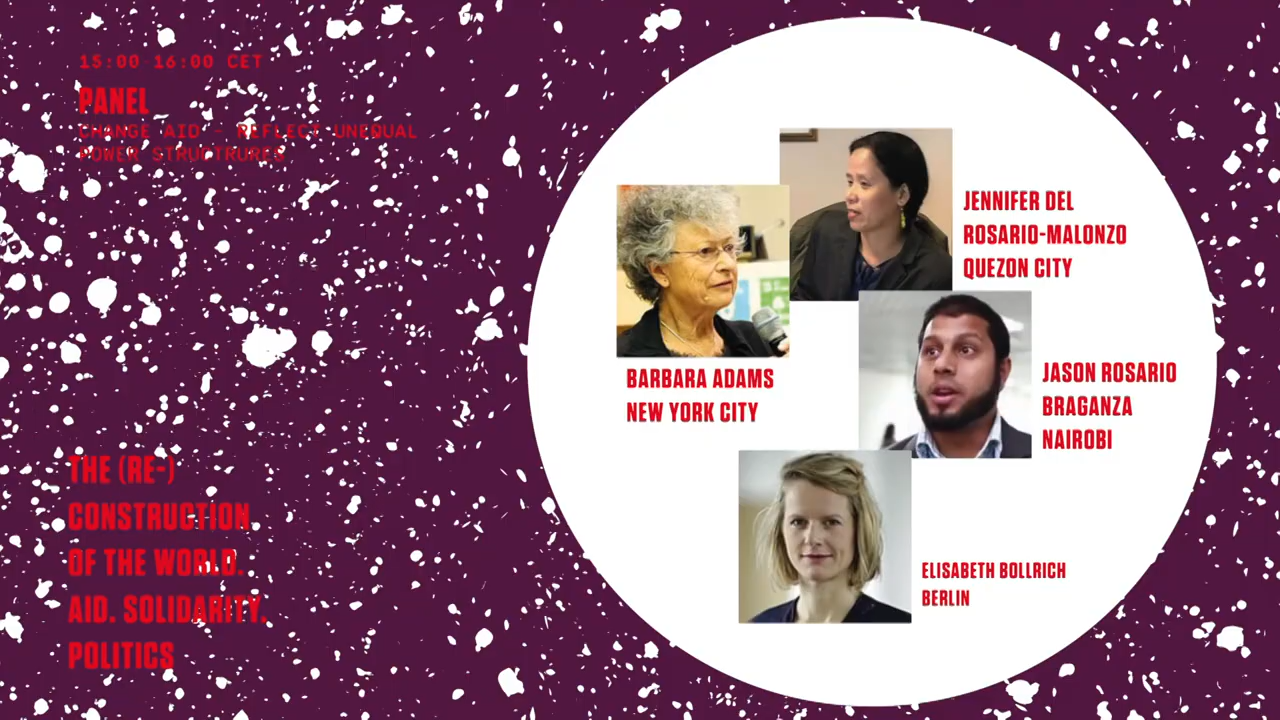 15:00-16:00 CET
PANEL
CHANGE AID - REFLECT UNEQUAL
POWER STRUCTRURES
JENNIFER DEL
ROSARIO-MALONZO
QUEZON CITY
BARBARA ADAMS
NEW YORK CITY
JASON ROSARIO
BRAGANZA
NAIROBI
THE (RE-)
CONSTRUCTION
OF THE WORLD.
AID. SOLIDARITY.
POLITICS
ELISABETH BOLLRICH
BERLIN